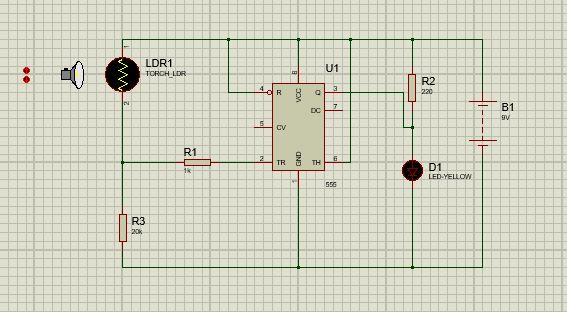 LDR1
TORCH_LDR
1
2
R1
1k
R3
20k
U1
8
VCC
4
R
Q
3
DC
7
5
CV
2
TR
TH
6
GND
1
555
R2
220
D1
LED-YELLOW
B1
9V